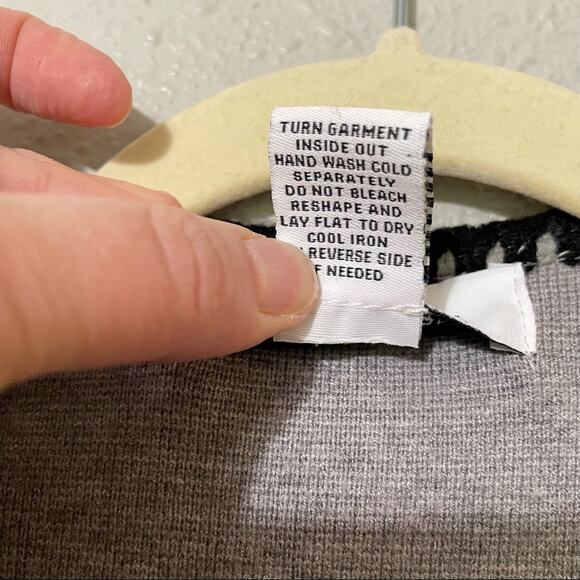 TURN GARMENT
INSIDE OUT
HAND WASH COLD
SEPARATELY
DO NOT BLEACH
RESHAPE AND
LAY FLAT TO DRY
COOL IRON
REVERSE SIDE
NEEDED